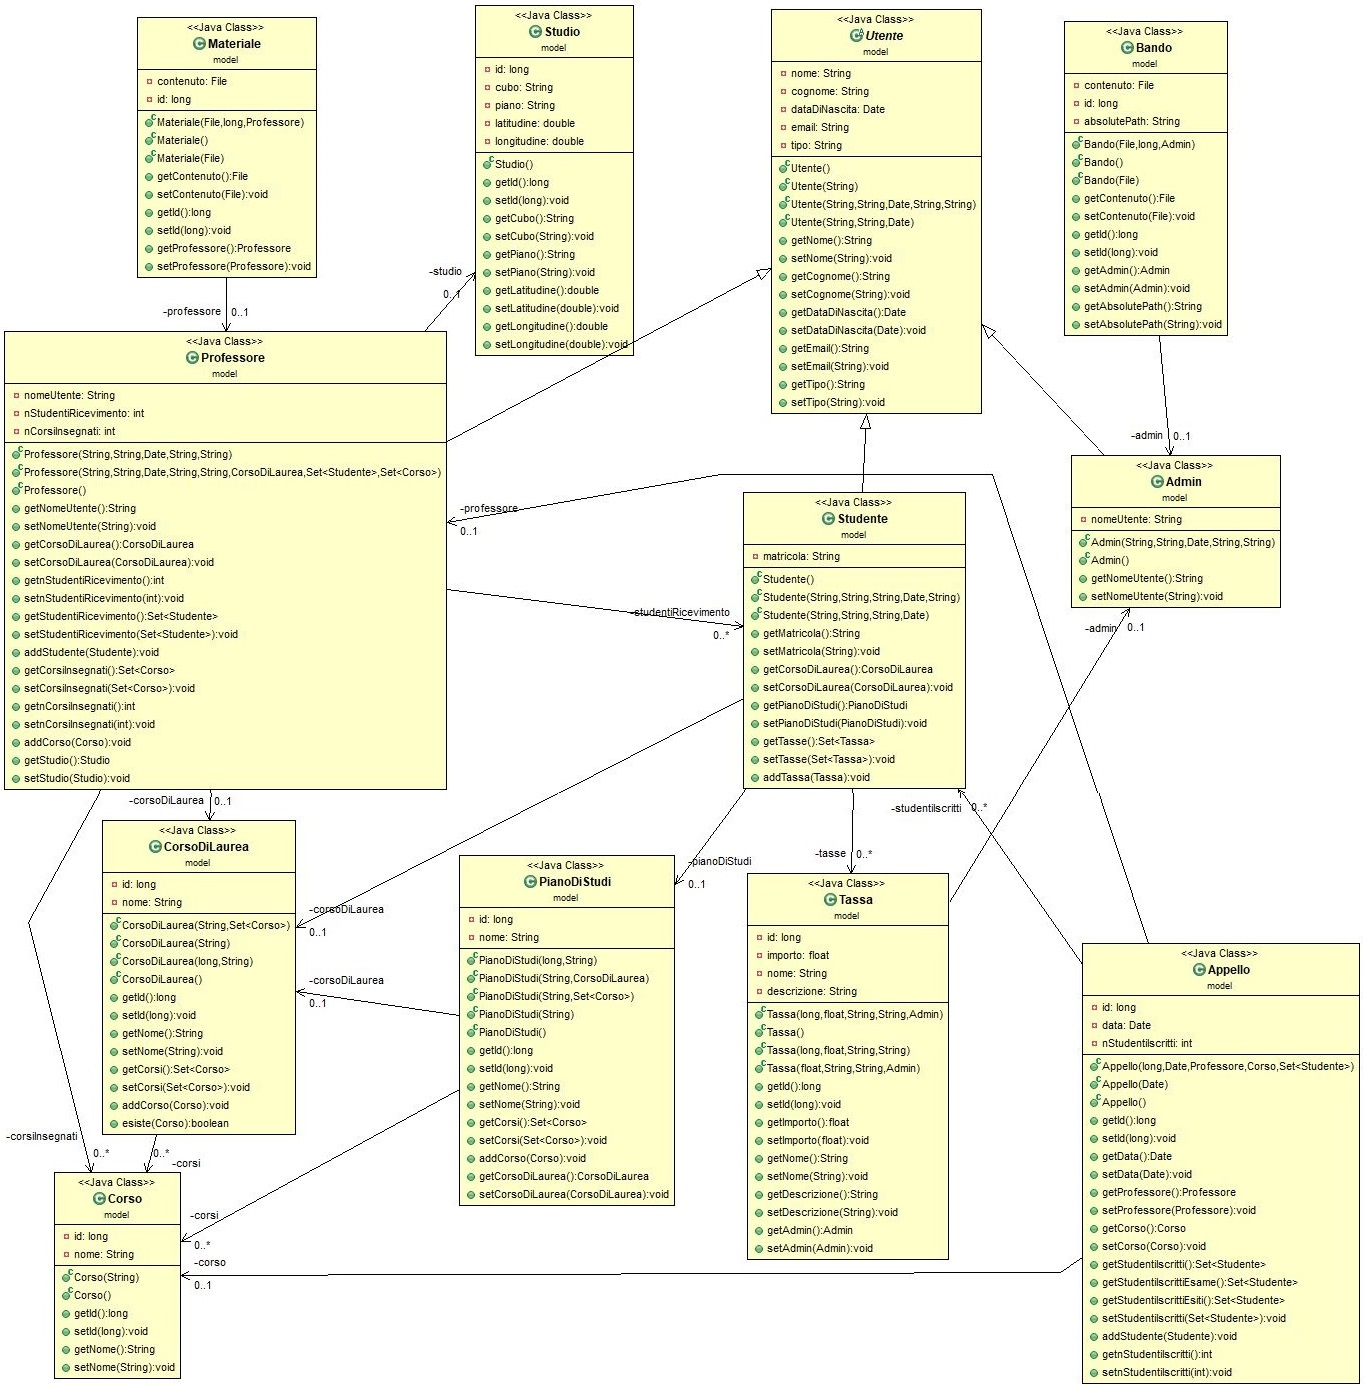 <<Java Class>>
Materiale
model
contenuto: File
id: long
Materiale(File,long,Professore)
Materiale()
Materiale(File)
getContenuto():File
setContenuto(File):void
getId():long
setId(long):void
getProfessore():Professore
setProfessore(Professore):void
<<Java Class>>
Studio
model
id: long
cubo: String
piano: String
latitudine: double
longitudine: double
Studio()
getId():long
setId(long):void
getCubo():String
setCubo(String):void
getPiano():String
setPiano(String):void
getLatitudine():double
setLatitudine(double):void
getLongitudine():double
setLongitudine(double):void
<<Java Class>>
Utente
model
nome: String
cognome: String
dataDiNascita: Date
email: String
tipo: String
Utente()
Utente(String)
Utente(String,String,Date,String,String)
Utente(String,String,Date)
getNome():String
setNome(String):void
getCognome():String
setCognome(String):void
getDataDiNascita():Date
setDataDiNascita(Date):void
getEmail():String
setEmail(String):void
getTipo():String
setTipo(String):void
<<Java Class>>
Bando
model
contenuto: File
id: long
absolutePath: String
Bando(File,long,Admin)
Bando()
Bando(File)
getContenuto():File
setContenuto(File):void
getId():long
setId(long):void
getAdmin():Admin
setAdmin(Admin):void
getAbsolutePath():String
setAbsolutePath(String):void
-studio
0..1
-professore
0..1
<<Java Class>>
Professore
model
nomeUtente: String
nStudentiRicevimento: int
nCorsiInsegnati: int
Professore(String,String,Date,String,String)
Professore(String,String,Date,String,String,CorsoDiLaurea,Set<Studente>,Set<Corso>)
Professore()
getNomeUtente():String
setNomeUtente(String):void
getCorsoDiLaurea():CorsoDiLaurea
setCorsoDiLaurea(CorsoDiLaurea):void
getnStudentiRicevimento():int
setnStudentiRicevimento(int):void
getStudentiRicevimento():Set<Studente>
setStudentiRicevimento(Set<Studente>):void
addStudente(Studente):void
getCorsiInsegnati():Set<Corso>
setCorsiInsegnati(Set<Corso>):void
getnCorsiInsegnati():int
setnCorsiInsegnati(int):void
addCorso(Corso):void
getStudio():Studio
setStudio(Studio):void
-admin
0..1
<<Java Class>>
Admin
model
nomeUtente: String
Admin(String,String,Date,String,String)
Admin()
getNomeUtente():String
setNomeUtente(String):void
-professore
0..1
-studentiRicevimento
0..*
<<Java Class>>
Studente
model
matricola: String
Studente()
Studente(String,String,String,Date,String)
Studente(String,String,String,Date)
getMatricola():String
setMatricola(String):void
getCorsoDiLaurea():CorsoDiLaurea
setCorsoDiLaurea(CorsoDiLaurea):void
getPianoDiStudi():PianoDiStudi
setPianoDiStudi(PianoDiStudi):void
getTasse():Set<Tassa>
setTasse(Set<Tassa>):void
addTassa(Tassa):void
-admin
0..1
-corsoDiLaurea
0..1
-studentiIscritti
0..*
-pianoDiStudi
0..1
-tasse
0..*
<<Java Class>>
CorsoDiLaurea
model
id: long
nome: String
CorsoDiLaurea(String,Set<Corso>)
CorsoDiLaurea(String)
CorsoDiLaurea(long,String)
CorsoDiLaurea()
getId():long
setId(long):void
getNome():String
setNome(String):void
getCorsi():Set<Corso>
setCorsi(Set<Corso>):void
addCorso(Corso):void
esiste(Corso):boolean
-corsoDiLaurea
0..1
-corsoDiLaurea
0..1
<<Java Class>>
PianoDiStudi
model
id: long
nome: String
PianoDiStudi(long,String)
PianoDiStudi(String,CorsoDiLaurea)
PianoDiStudi(String,Set<Corso>)
PianoDiStudi(String)
PianoDiStudi()
getId():long
setId(long):void
getNome():String
setNome(String):void
getCorsi():Set<Corso>
setCorsi(Set<Corso>):void
addCorso(Corso):void
getCorsoDiLaurea():CorsoDiLaurea
setCorsoDiLaurea(CorsoDiLaurea):void
<<Java Class>>
Tassa
model
id: long
importo: float
nome: String
descrizione: String
Tassa(long,float,String,String,Admin)
Tassa()
Tassa(long,float,String,String)
Tassa(float,String,String,Admin)
getId():long
setId(long):void
getImporto():float
setImporto(float):void
getNome():String
setNome(String):void
getDescrizione():String
setDescrizione(String):void
getAdmin():Admin
setAdmin(Admin):void
<<Java Class>>
Appello
model
id: long
data: Date
nStudentiIscritti: int
Appello(long,Date,Professore,Corso,Set<Studente>)
Appello(Date)
Appello()
getId():long
setId(long):void
getData():Date
setData(Date):void
getProfessore():Professore
setProfessore(Professore):void
getCorso():Corso
setCorso(Corso):void
getStudentiIscritti():Set<Studente>
getStudentiIscrittiEsame():Set<Studente>
getStudentiIscrittiEsiti():Set<Studente>
setStudentiIscritti(Set<Studente>):void
addStudente(Studente):void
getnStudentiIscritti():int
setnStudentiIscritti(int):void
-corsiInsegnati
0..*
0..*
-corsi
<<Java Class>>
Corso
model
id: long
nome: String
Corso(String)
Corso()
getId():long
setId(long):void
getNome():String
setNome(String):void
-corsi
0..*
-corso
0..1